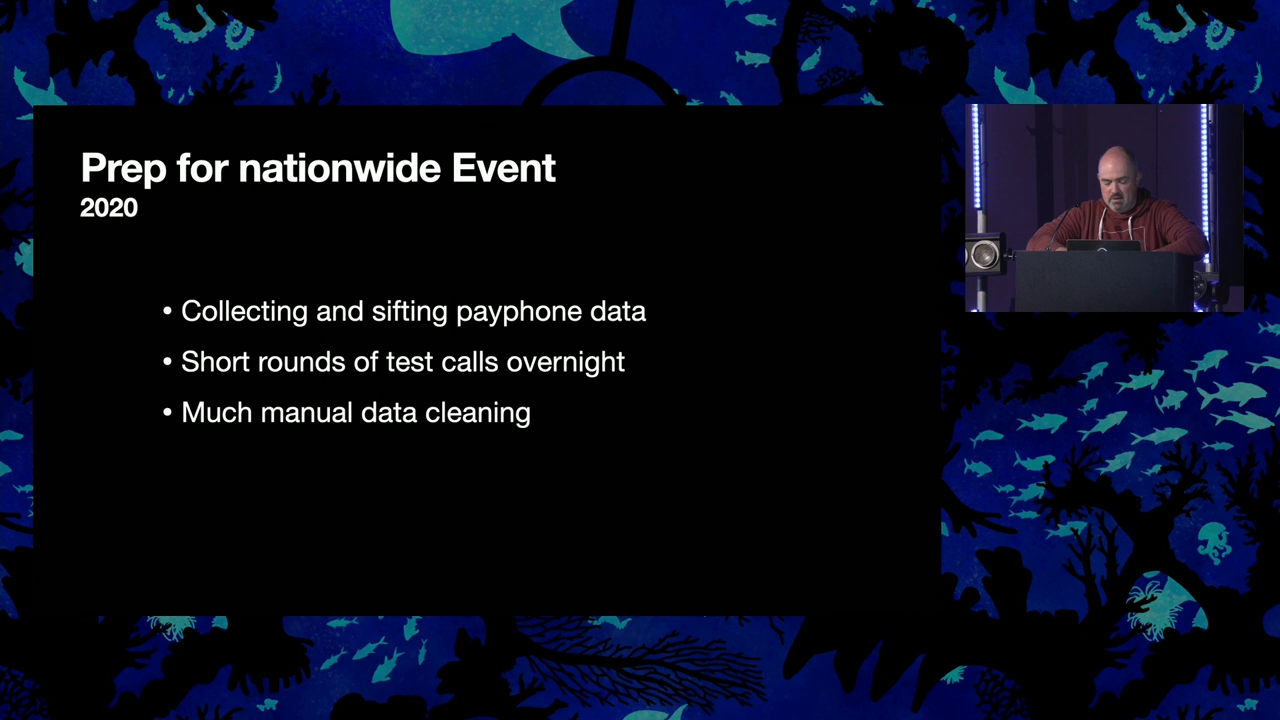 Prep for nationwide Event
2020
• Collecting and sifting payphone data
• Short rounds of test calls overnight
• Much manual data cleaning